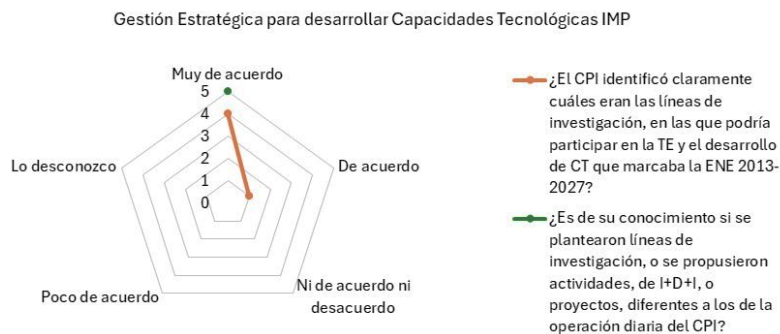 Gestión Estratégica para desarrollar Capacidades Tecnológicas IMP
Muy de acuerdo
5
4
3
2
1
0
De acuerdo
Ni de acuerdo ni
desacuerdo
Poco de acuerdo
Lo desconozco
¿El CPI identificó claramente
cuáles eran las líneas de
investigación, en las que podría
participar en la TE y el desarrollo
de CT que marcaba la ENE 2013-
2027?
¿Es de su conocimiento si se
plantearon líneas de
investigación, o se propusieron
actividades, de I+D+I, o
proyectos, diferentes a los de la
operación diaria del CPI?